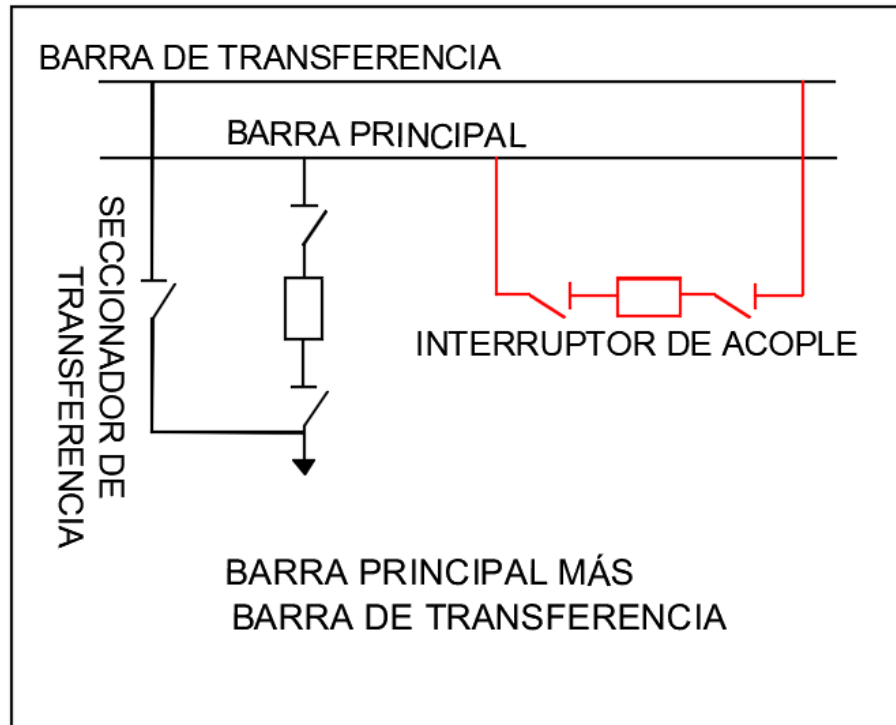 BARRA DE TRANSFERENCIA
BARRA PRINCIPAL
SECCIONADOR DE
TRANSFERENCIA
INTERRUPTOR DE ACOPLE
BARRA PRINCIPAL MÁS
BARRA DE TRANSFERENCIA